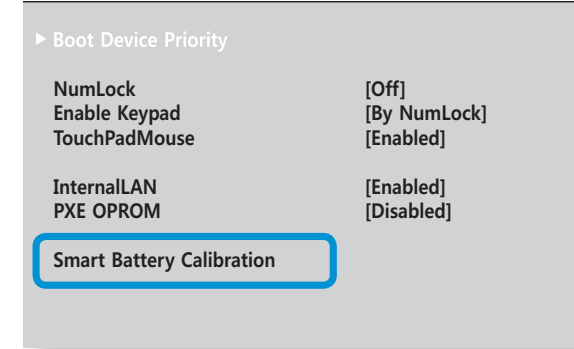 Boot Device Priority
NumLock [Off]
Enable Keypad [By NumLock]
TouchPadMouse [Enabled]
InternalLAN [Enabled]
PXE OPROM [Disabled]
Smart Battery Calibration